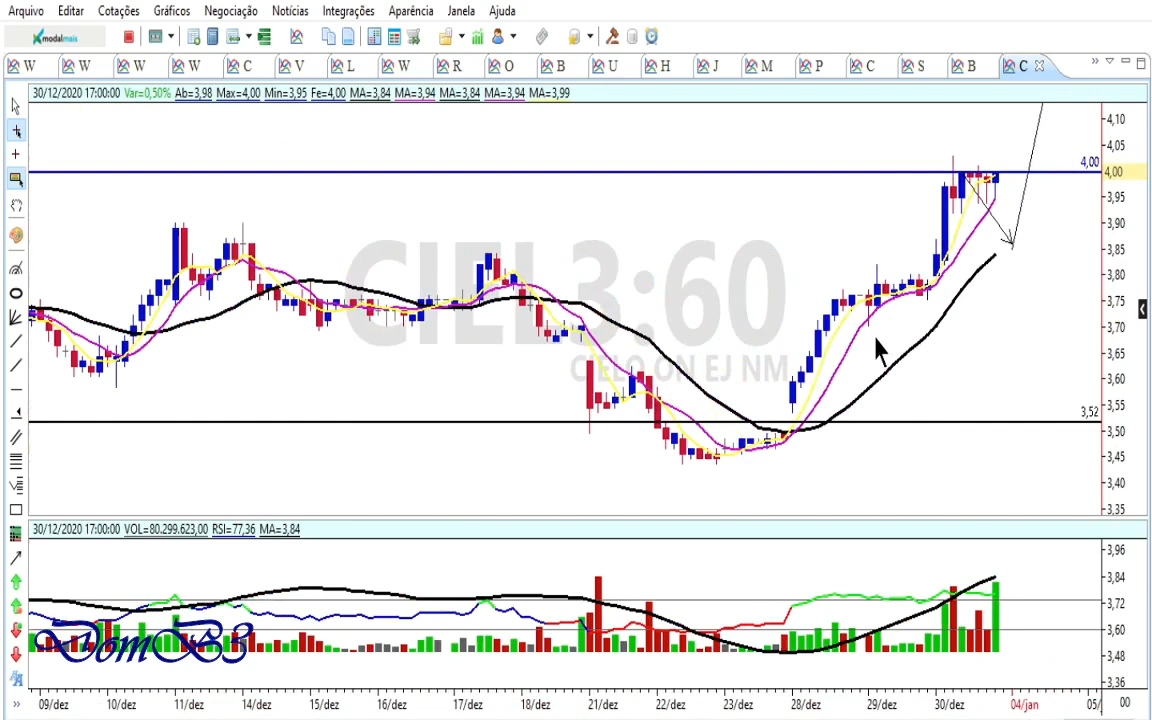 Arquivo Editar Cotações Gráficos Negociação Notícias Integrações Aparência Janela Ajuda
modalmais
W W W W C V L W R O B U H J M P C S B C
30/12/2020 17:00:00 Var=0,50% Ab=3,98 Max=4,00 Min=3,95 Fe=4,00 MA=3,84 MA=3,94 MA=3,84 MA=3,94 MA=3,99
4,10
4,05
4,00 4,00
3,95
3,90
3,85
3,80
3,75
3,70
3,65
3,60
3,55
3,52
3,50
3,45
3,40
3.35
CIEL3:60
CIELO ON EJ NM
30/12/2020 17:00:00 VOL=80.299.623,00 RSI=77,36 MA=3,84
3,96
3,84
3,72
3,60
3,48
3,36
DomB3
09/dez 10/dez 11/dez 14/dez 15/dez 16/dez 17/dez 18/dez 21/dez 22/dez 23/dez 28/dez 29/dez 30/dez 04/jan 05/ 00